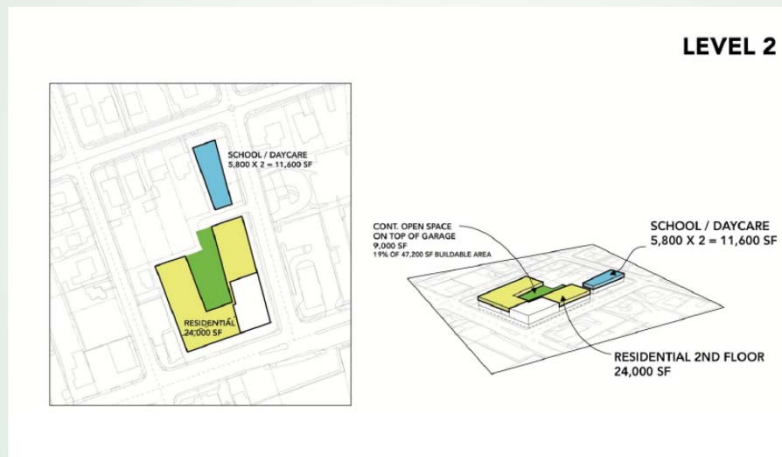 LEVEL 2
SCHOOL / DAYCARE
5,800 X 2 = 11,600 SF
RESIDENTIAL
24,000 SF
CONT. OPEN SPACE
ON TOP OF GARAGE
9,000 SF
19% OF 47,200 SF BUILDABLE AREA
SCHOOL / DAYCARE
5,800 X 2 = 11,600 SF
RESIDENTIAL 2ND FLOOR
24,000 SF